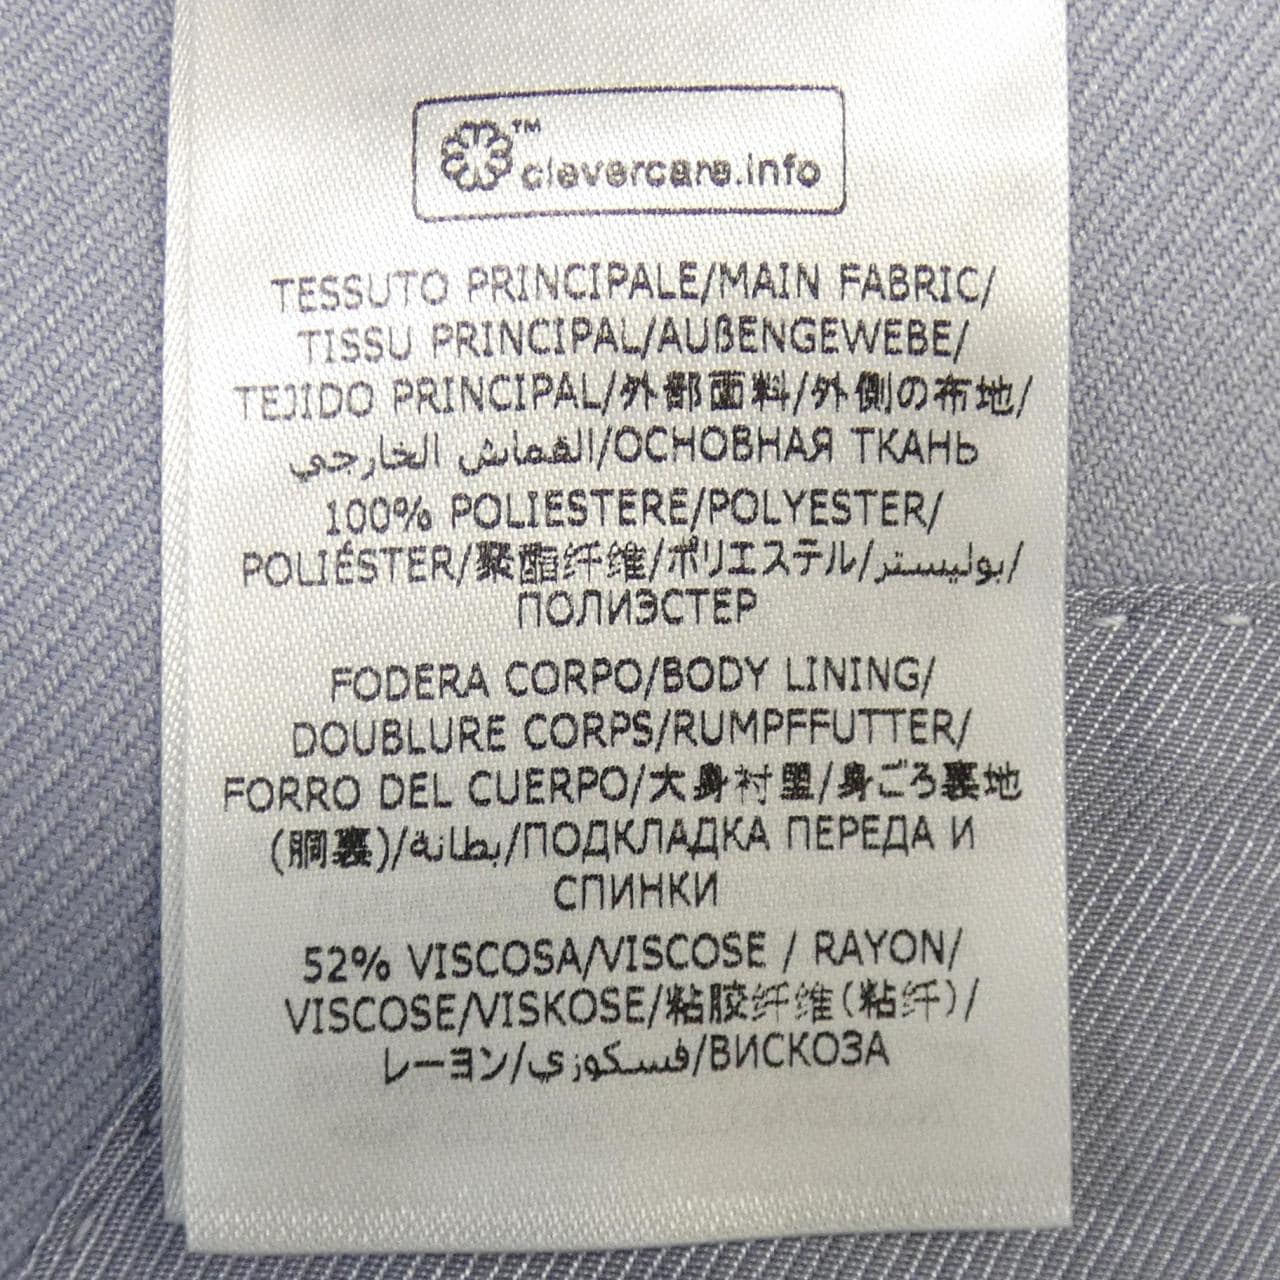 ™ clevercare.info
TESSUTO PRINCIPALE/MAIN FABRIC/
TISSU PRINCIPAL/AUßENGEWEBE/
TEJIDO PRINCIPAL/外部面料/外側の布地/
القماش الخارجي/ОСНОВНАЯ ТКАНЬ
100% POLIESTERE/POLYESTER/
POLIÉSTER/聚酯纤维/ポリエステル/بوليستر/
ПОЛИЭСТЕР
FODERA CORPO/BODY LINING/
DOUBLURE CORPS/RUMPFFUTTER/
FORRO DEL CUERPO/大身衬里/身ごろ裏地
(胴裏)/بطانة/ПОДКЛАДКА ПЕРЕДА И
СПИНКИ
52% VISCOSA/VISCOSE / RAYON/
VISCOSE/VISKOSE/粘胶纤维(粘纤)/
レーヨン/فسكوزي/ВИСКОЗА